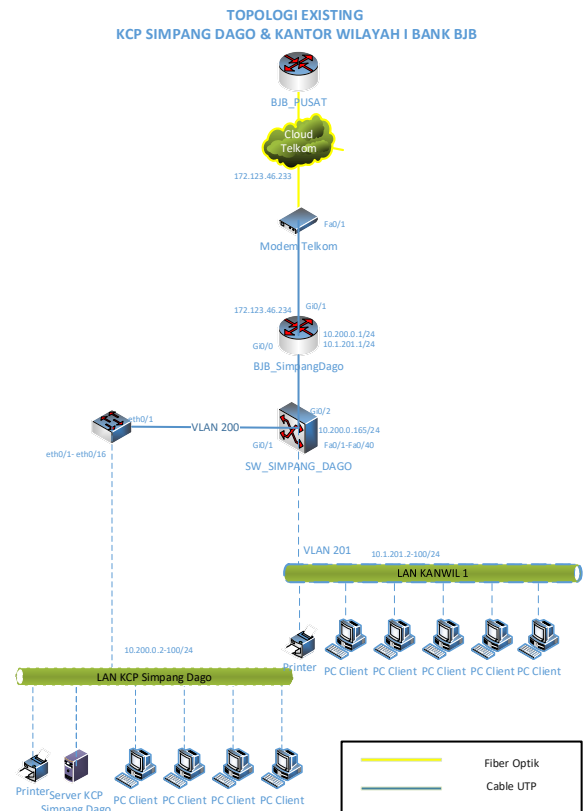 TOPOLOGI EXISTING
KCP SIMPANG DAGO & KANTOR WILAYAH I BANK BJB
BJB_PUSAT
Cloud
Telkom
172.123.46.233
Fa0/1
Modem Telkom
Gi0/1
172.123.46.234
10.200.0.1/24
10.1.201.1/24
Gi0/0
BJB_SimpangDago
Gi0/2
eth0/1
VLAN 200
10.200.0.165/24
Gi0/1
Fa0/1-Fa0/40
eth0/1- eth0/16
SW_SIMPANG_DAGO
VLAN 201
10.1.201.2-100/24
LAN KANWIL 1
Printer
PC Client
PC Client
PC Client
PC Client
PC Client
10.200.0.2-100/24
LAN KCP Simpang Dago
Printer
Server KCP
Simpang Dago
PC Client
PC Client
PC Client
PC Client
Fiber Optik
Cable UTP